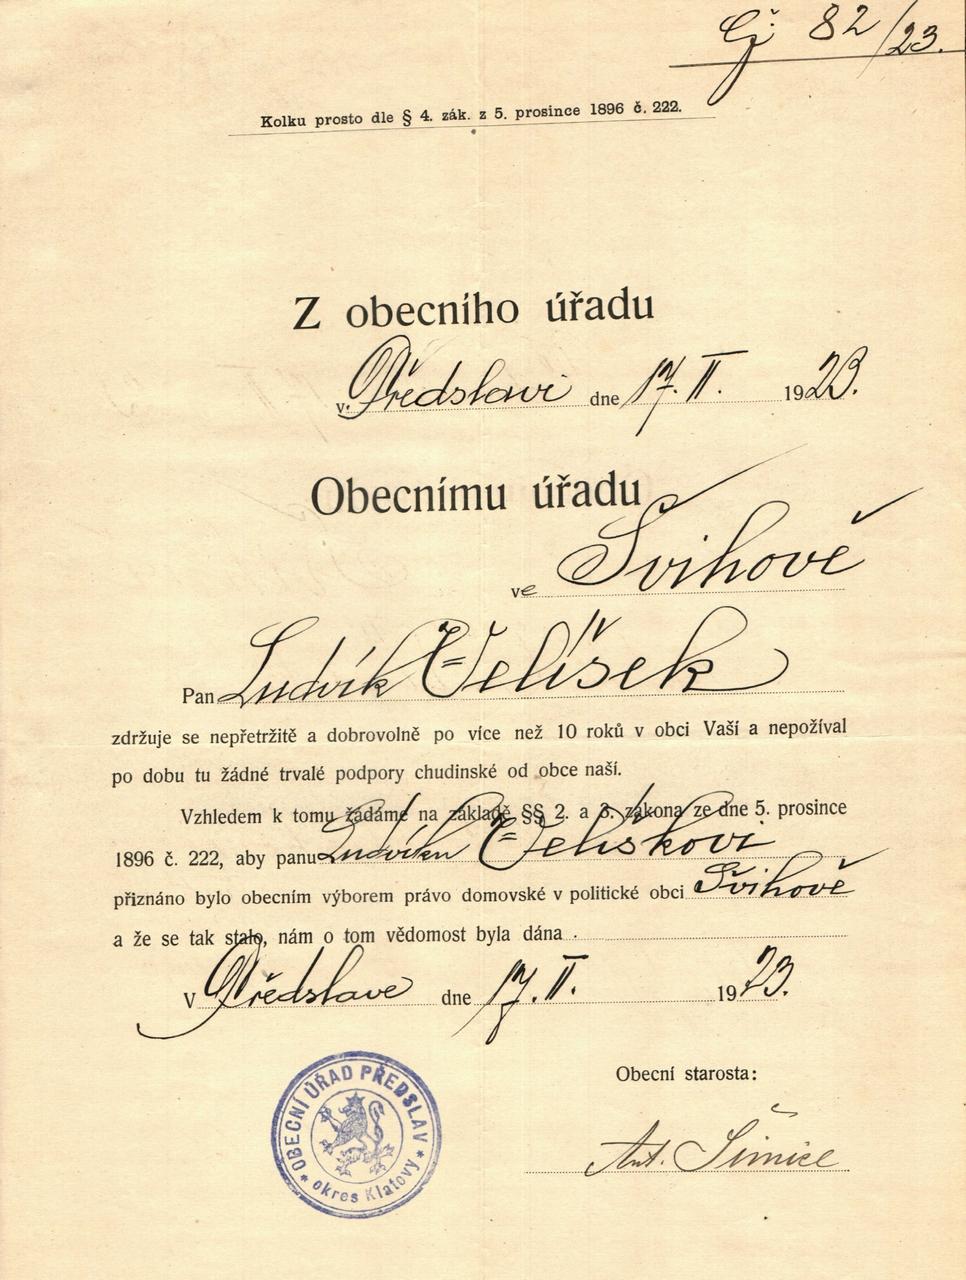 Čj 82/23.
Kolku prosto dle § 4. zák. z 5. prosince 1896 č. 222.
Z obecního úřadu
v. Předslavi dne 17. II. 1923.
Obecnímu úřadu
ve Švihově
Pan Ludvík Velíšek
zdržuje se nepřetržitě a dobrovolně po více než 10 roků v obci Vaší a nepožíval
po dobu tu žádné trvalé podpory chudinské od obce naší.
Vzhledem k tomu žádáme na základě §§ 2. a 3. zákona ze dne 5. prosince
1896 č. 222, aby panu Ludvíku Velíškovi
přiznáno bylo obecním výborem právo domovské v politické obci Švihově
a že se tak stalo, nám o tom vědomost byla dána .
V Předslave dne 17. II. 1923.
Obecní starosta:
Ant. Šimice
OBECNÍ ÚŘAD PŘEDSLAV
okres Klatovy